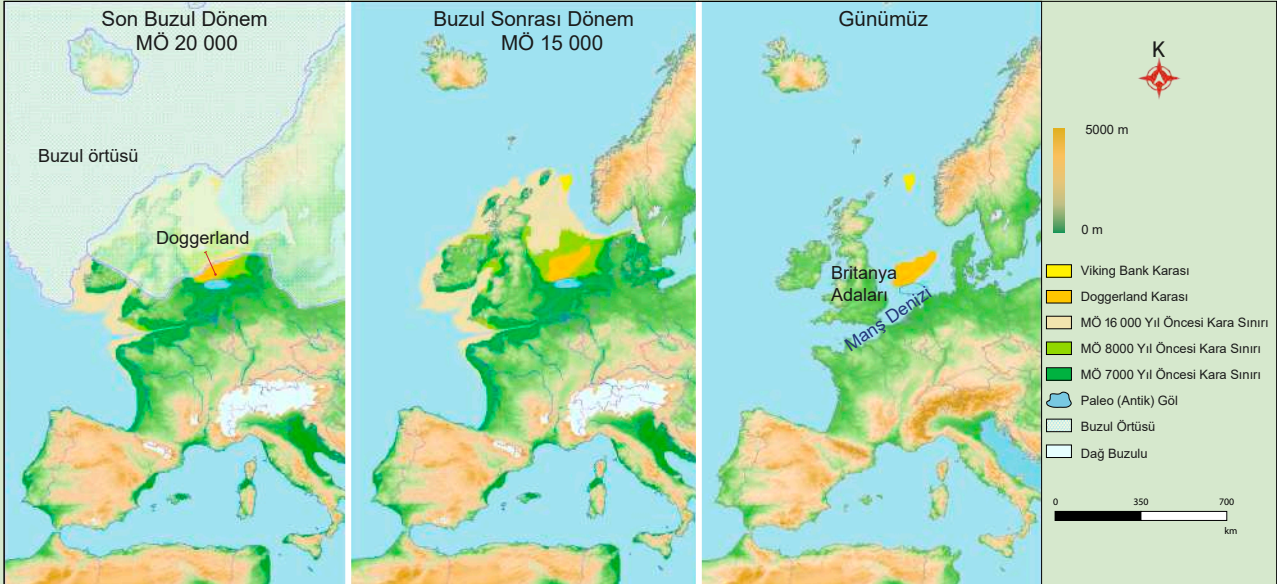 Son Buzul Dönem
MÖ 20 000
Buzul örtüsü
Doggerland
Buzul Sonrası Dönem
MÖ 15 000
Günümüz
Britanya
Adaları
Manş Denizi
K
5000 m
0 m
Viking Bank Karası
Doggerland Karası
MÖ 16 000 Yıl Öncesi Kara Sınırı
MÖ 8000 Yıl Öncesi Kara Sınırı
MÖ 7000 Yıl Öncesi Kara Sınırı
Paleo (Antik) Göl
Buzul Örtüsü
Dağ Buzulu
0 350 700
km